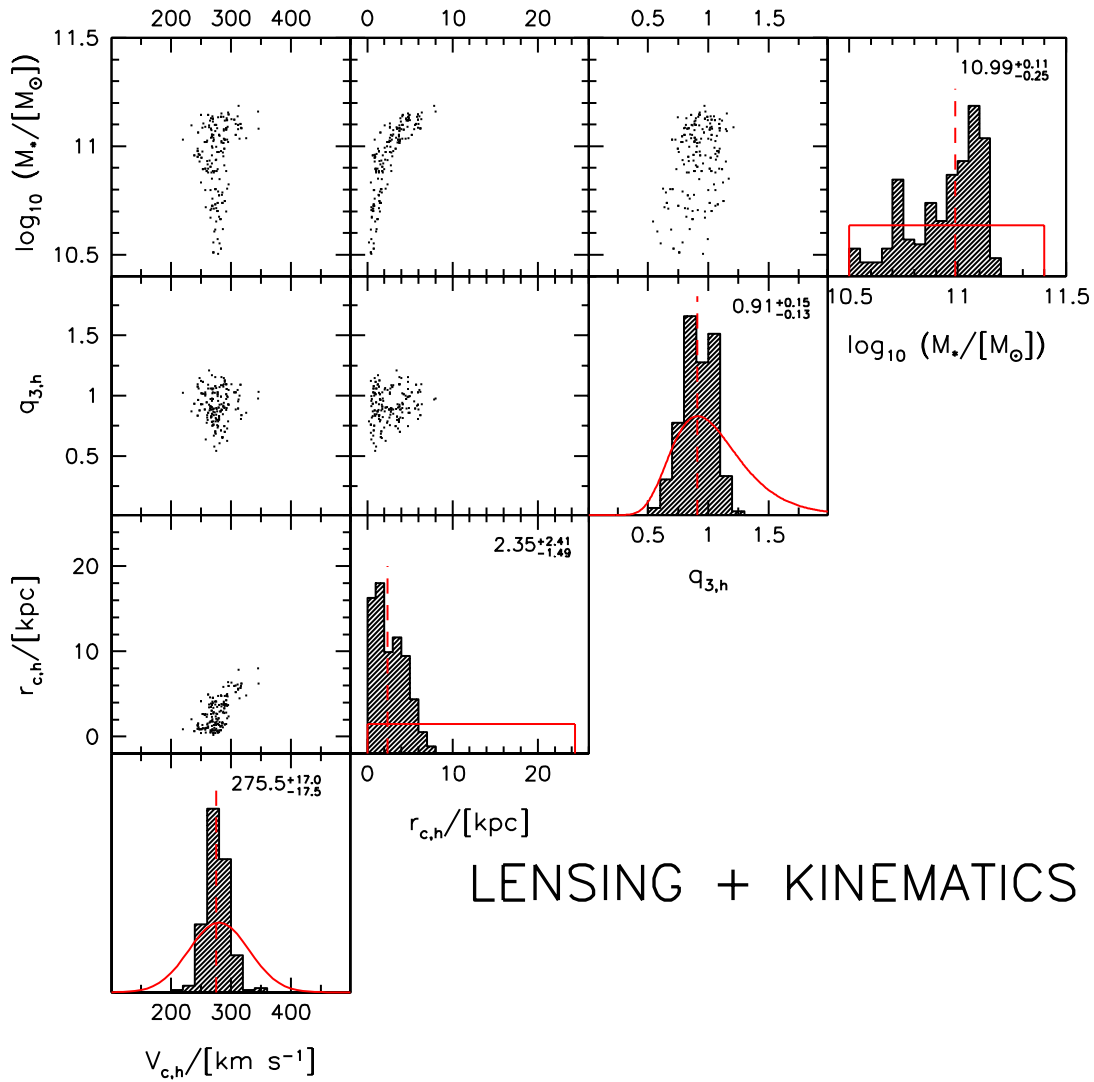 200 300 400 0 10 20 0.5 1 1.5
11.5 11 10.5
log₁₀ (M*/[M⊙])
10.99 +0.11 -0.25
10.5 11 11.5
log₁₀ (M*/[M⊙])
1.5 1 0.5
q₃,h
0.91 +0.15 -0.13
0.5 1 1.5
q₃,h
20 10 0
r_c,h/[kpc]
2.35 +2.41 -1.49
0 10 20
r_c,h/[kpc]
275.5 +17.0 -17.5
LENSING + KINEMATICS
200 300 400
V_c,h/[km s⁻¹]